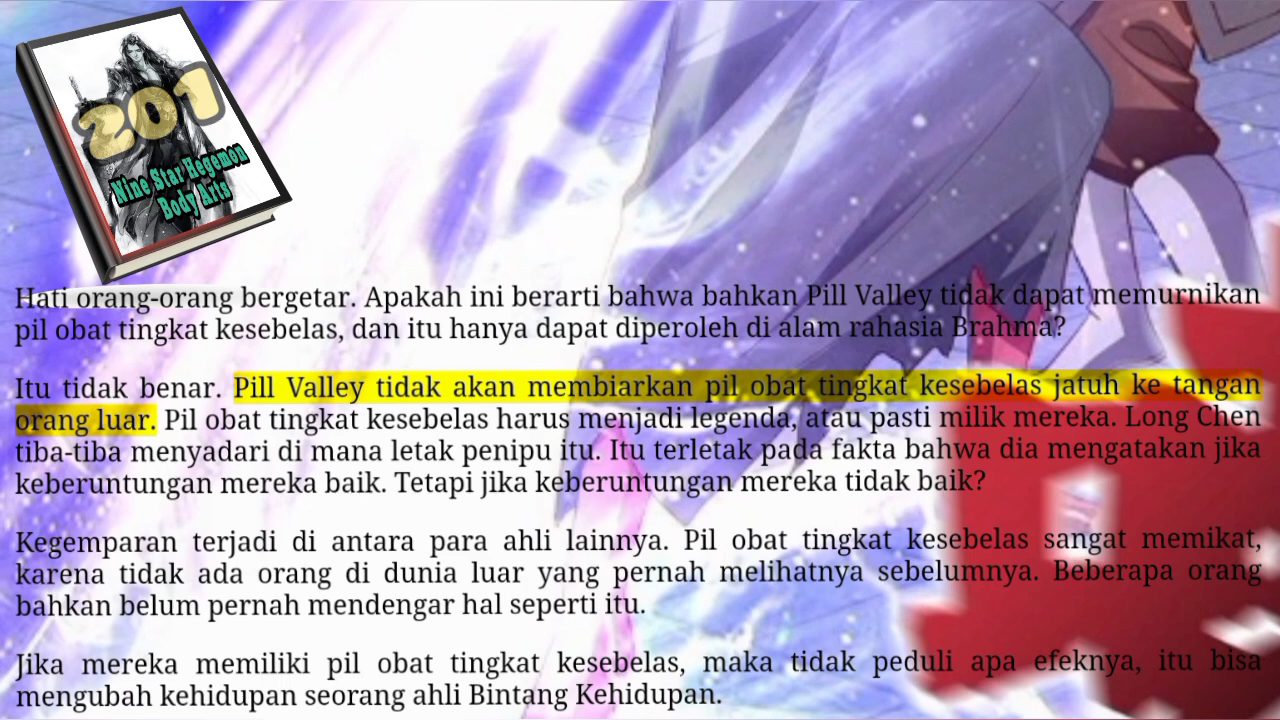 201
Nine Star Hegemon
Body Arts
Hati orang-orang bergetar. Apakah ini berarti bahwa bahkan Pill Valley tidak dapat memurnikan
pil obat tingkat kesebelas, dan itu hanya dapat diperoleh di alam rahasia Brahma?
Itu tidak benar. Pill Valley tidak akan membiarkan pil obat tingkat kesebelas jatuh ke tangan
orang luar. Pil obat tingkat kesebelas harus menjadi legenda, atau pasti milik mereka. Long Chen
tiba-tiba menyadari di mana letak penipu itu. Itu terletak pada fakta bahwa dia mengatakan jika
keberuntungan mereka baik. Tetapi jika keberuntungan mereka tidak baik?
Kegemparan terjadi di antara para ahli lainnya. Pil obat tingkat kesebelas sangat memikat,
karena tidak ada orang di dunia luar yang pernah melihatnya sebelumnya. Beberapa orang
bahkan belum pernah mendengar hal seperti itu.
Jika mereka memiliki pil obat tingkat kesebelas, maka tidak peduli apa efeknya, itu bisa
mengubah kehidupan seorang ahli Bintang Kehidupan.